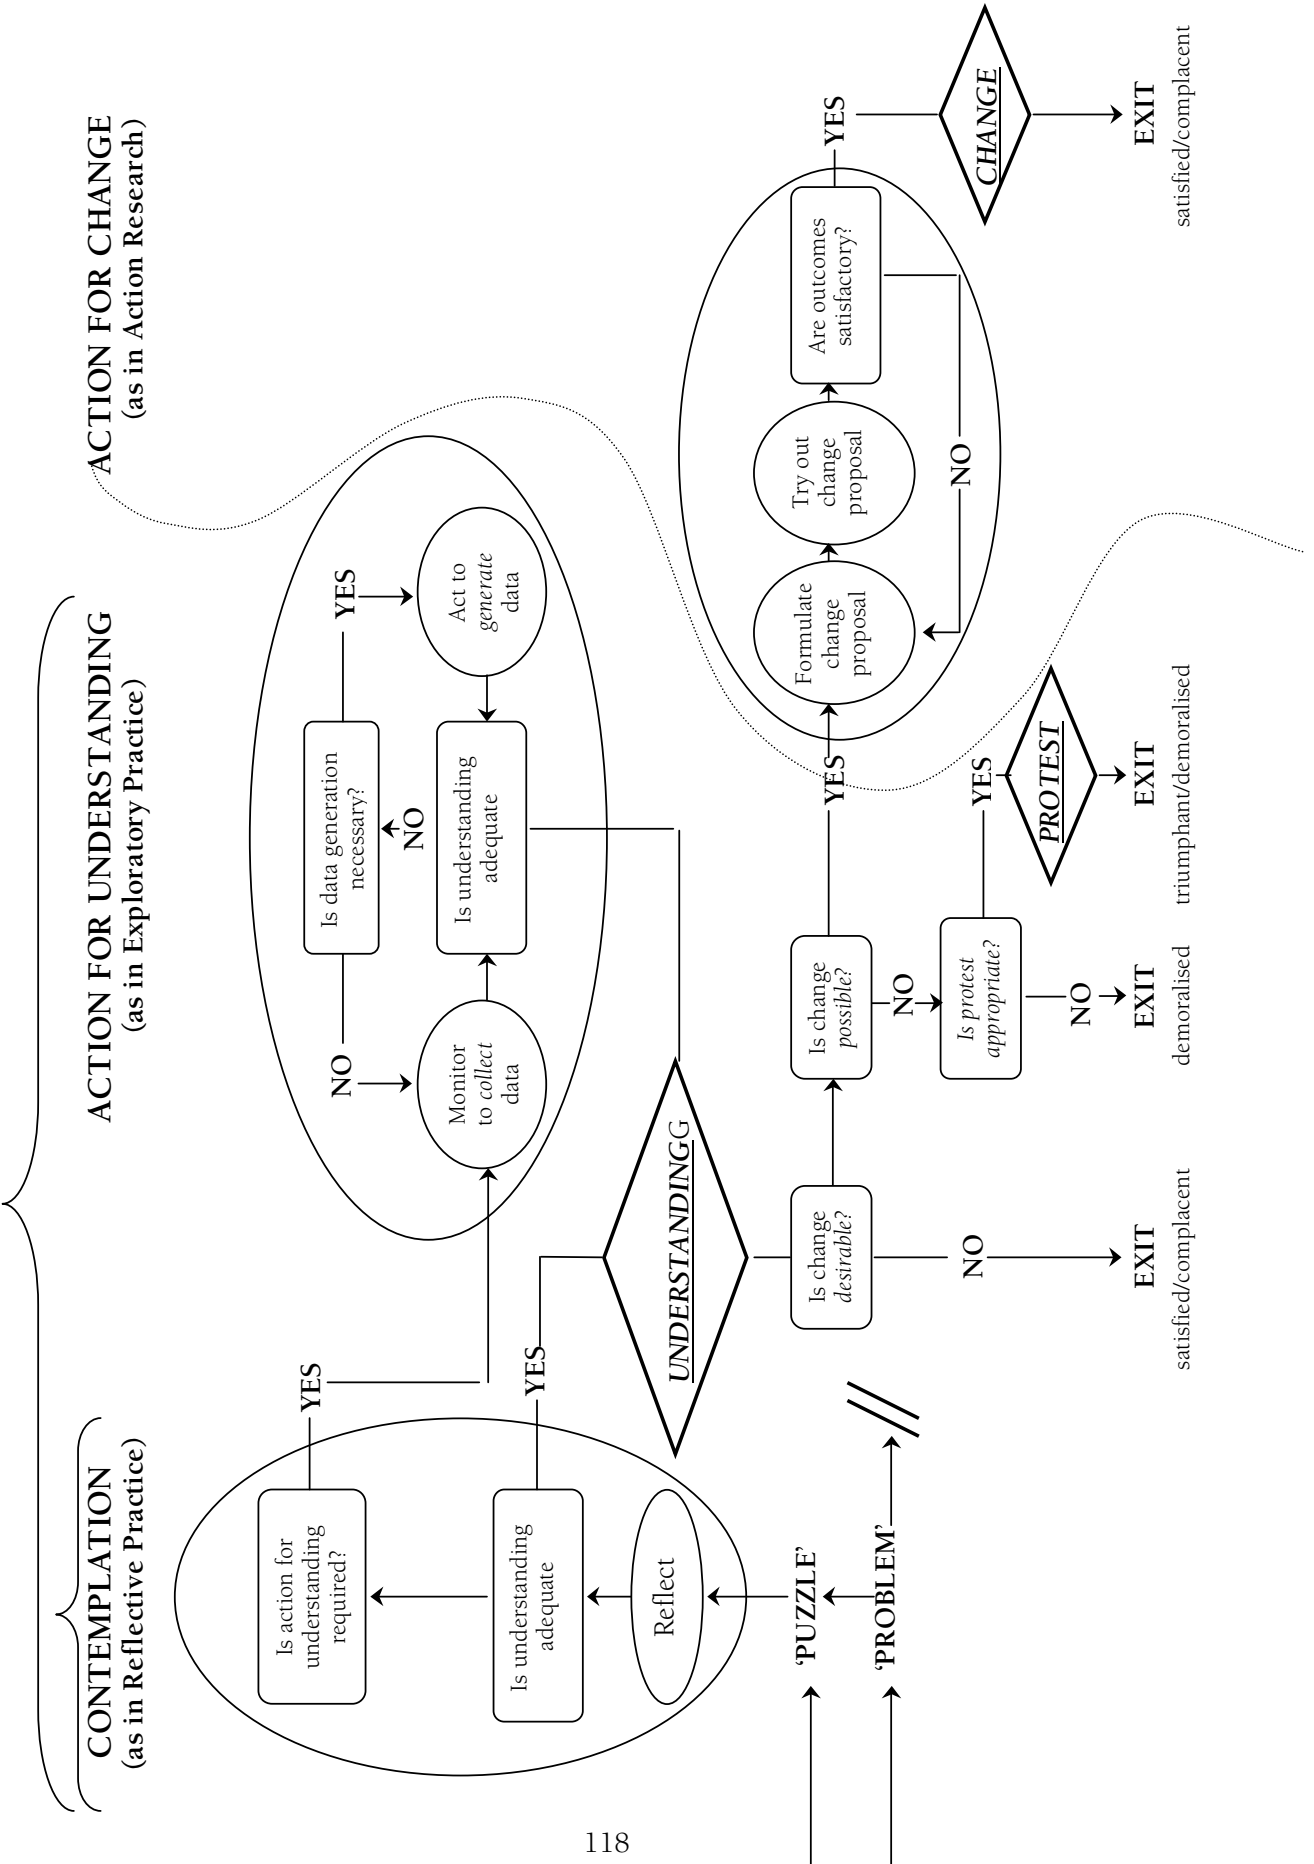 CONTEMPLATION
(as in Reflective Practice)
ACTION FOR UNDERSTANDING
(as in Exploratory Practice)
ACTION FOR CHANGE
(as in Action Research)
Is action for
understanding
required?
YES
Is understanding
adequate
YES
Reflect
‘PUZZLE’
‘PROBLEM’
NO
Is data generation
necessary?
YES
NO
Monitor
to collect
data
Is understanding
adequate
Act to
generate
data
UNDERSTANDINGG
Is change
desirable?
NO
EXIT
satisfied/complacent
Is change
possible?
YES
NO
Is protest
appropriate?
NO
EXIT
demoralised
YES
PROTEST
EXIT
triumphant/demoralised
Formulate
change
proposal
Try out
change
proposal
Are outcomes
satisfactory?
NO
YES
CHANGE
EXIT
satisfied/complacent
118